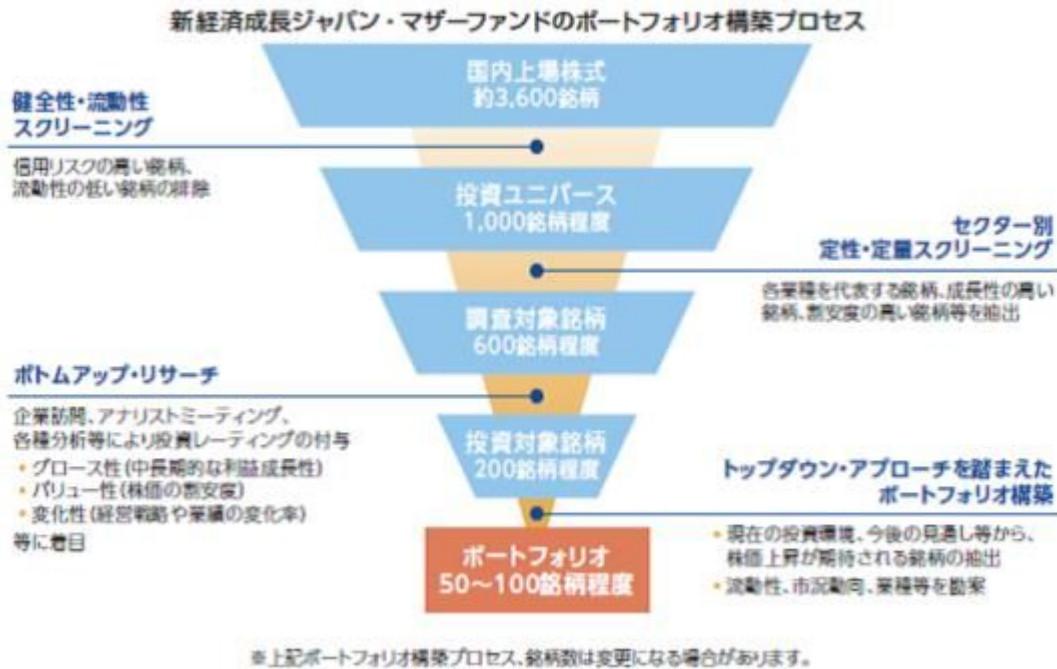 新経済成長ジャパン・マザーファンドのポートフォリオ構築プロセス
国内上場株式
約3,600銘柄
健全性・流動性
スクリーニング
信用リスクの高い銘柄、
流動性の低い銘柄の排除
投資ユニバース
1,000銘柄程度
セクター別
定性・定量スクリーニング
各業種を代表する銘柄、成長性の高い
銘柄、割安度の高い銘柄等を抽出
調査対象銘柄
600銘柄程度
ボトムアップ・リサーチ
企業訪問、アナリストミーティング、
各種分析等により投資レーティングの付与
• グロース性(中長期的な利益成長性)
• バリュー性(株価の割安度)
• 変化性(経営戦略や業績の変化率)
等に着目
投資対象銘柄
200銘柄程度
トップダウン・アプローチを踏まえた
ポートフォリオ構築
• 現在の投資環境、今後の見通し等から、
株価上昇が期待される銘柄の抽出
• 流動性、市況動向、業種等を勘案
ポートフォリオ
50～100銘柄程度
※上記ポートフォリオ構築プロセス、銘柄数は変更になる場合があります。